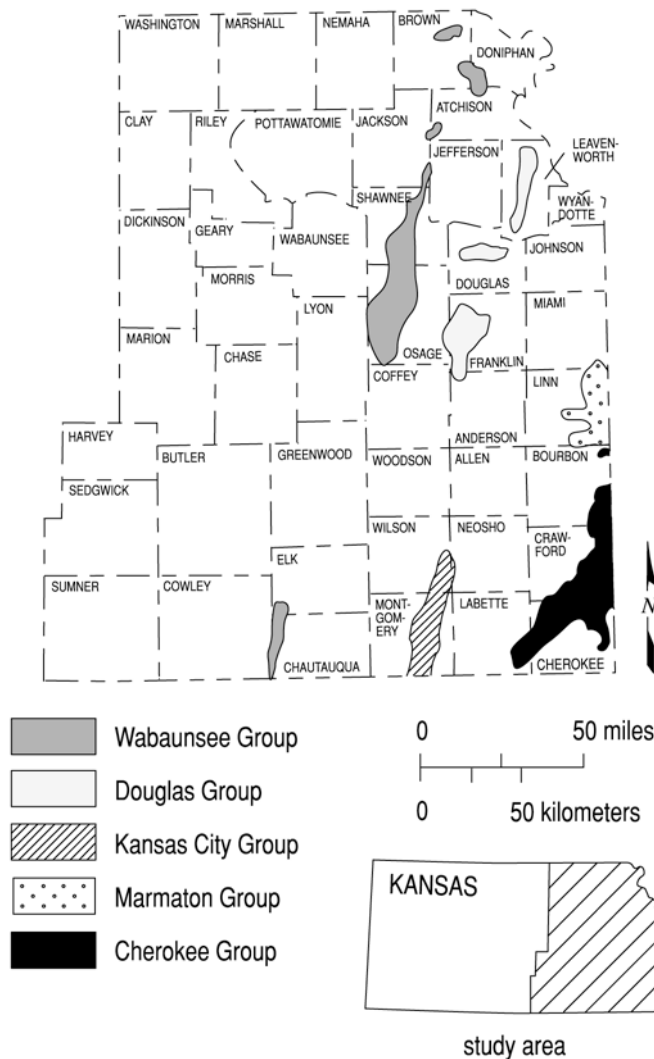 WASHINGTON
MARSHALL
NEMAHA
BROWN
DONIPHAN
ATCHISON
CLAY
RILEY
POTTAWATOMIE
JACKSON
JEFFERSON
LEAVEN-
WORTH
SHAWNEE
WYAN-
DOTTE
DICKINSON
GEARY
WABAUNSEE
JOHNSON
MORRIS
DOUGLAS
LYON
MIAMI
MARION
CHASE
OSAGE
FRANKLIN
COFFEY
LINN
HARVEY
ANDERSON
BUTLER
GREENWOOD
WOODSON
ALLEN
BOURBON
SEDGWICK
WILSON
NEOSHO
CRAW-
FORD
ELK
SUMNER
COWLEY
MONT-
GOM-
ERY
LABETTE
CHAUTAUQUA
CHEROKEE
N
Wabaunsee Group
Douglas Group
Kansas City Group
Marmaton Group
Cherokee Group
0 50 miles
0 50 kilometers
KANSAS
study area